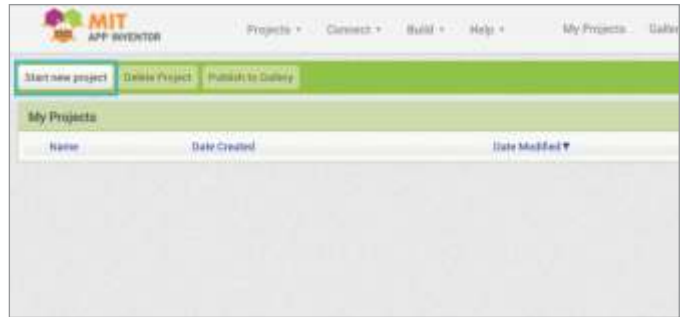 MIT
APP INVENTOR
Projects Connect Build Help My Projects
Start new project Delete Project Publish to Gallery
My Projects
Name Date Created Date Modified ▼